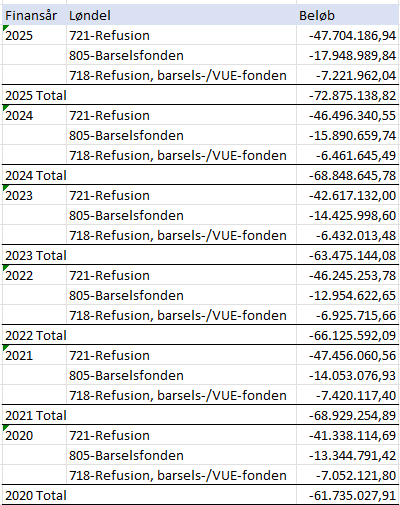 Finansår Løndel Beløb
2025 721-Refusion -47.704.186,94
805-Barselsfonden -17.948.989,84
718-Refusion, barsels-/VUE-fonden -7.221.962,04
2025 Total -72.875.138,82
2024 721-Refusion -46.496.340,55
805-Barselsfonden -15.890.659,74
718-Refusion, barsels-/VUE-fonden -6.461.645,49
2024 Total -68.848.645,78
2023 721-Refusion -42.617.132,00
805-Barselsfonden -14.425.998,60
718-Refusion, barsels-/VUE-fonden -6.432.013,48
2023 Total -63.475.144,08
2022 721-Refusion -46.245.253,78
805-Barselsfonden -12.954.622,65
718-Refusion, barsels-/VUE-fonden -6.925.715,66
2022 Total -66.125.592,09
2021 721-Refusion -47.456.060,56
805-Barselsfonden -14.053.076,93
718-Refusion, barsels-/VUE-fonden -7.420.117,40
2021 Total -68.929.254,89
2020 721-Refusion -41.338.114,69
805-Barselsfonden -13.344.791,42
718-Refusion, barsels-/VUE-fonden -7.052.121,80
2020 Total -61.735.027,91